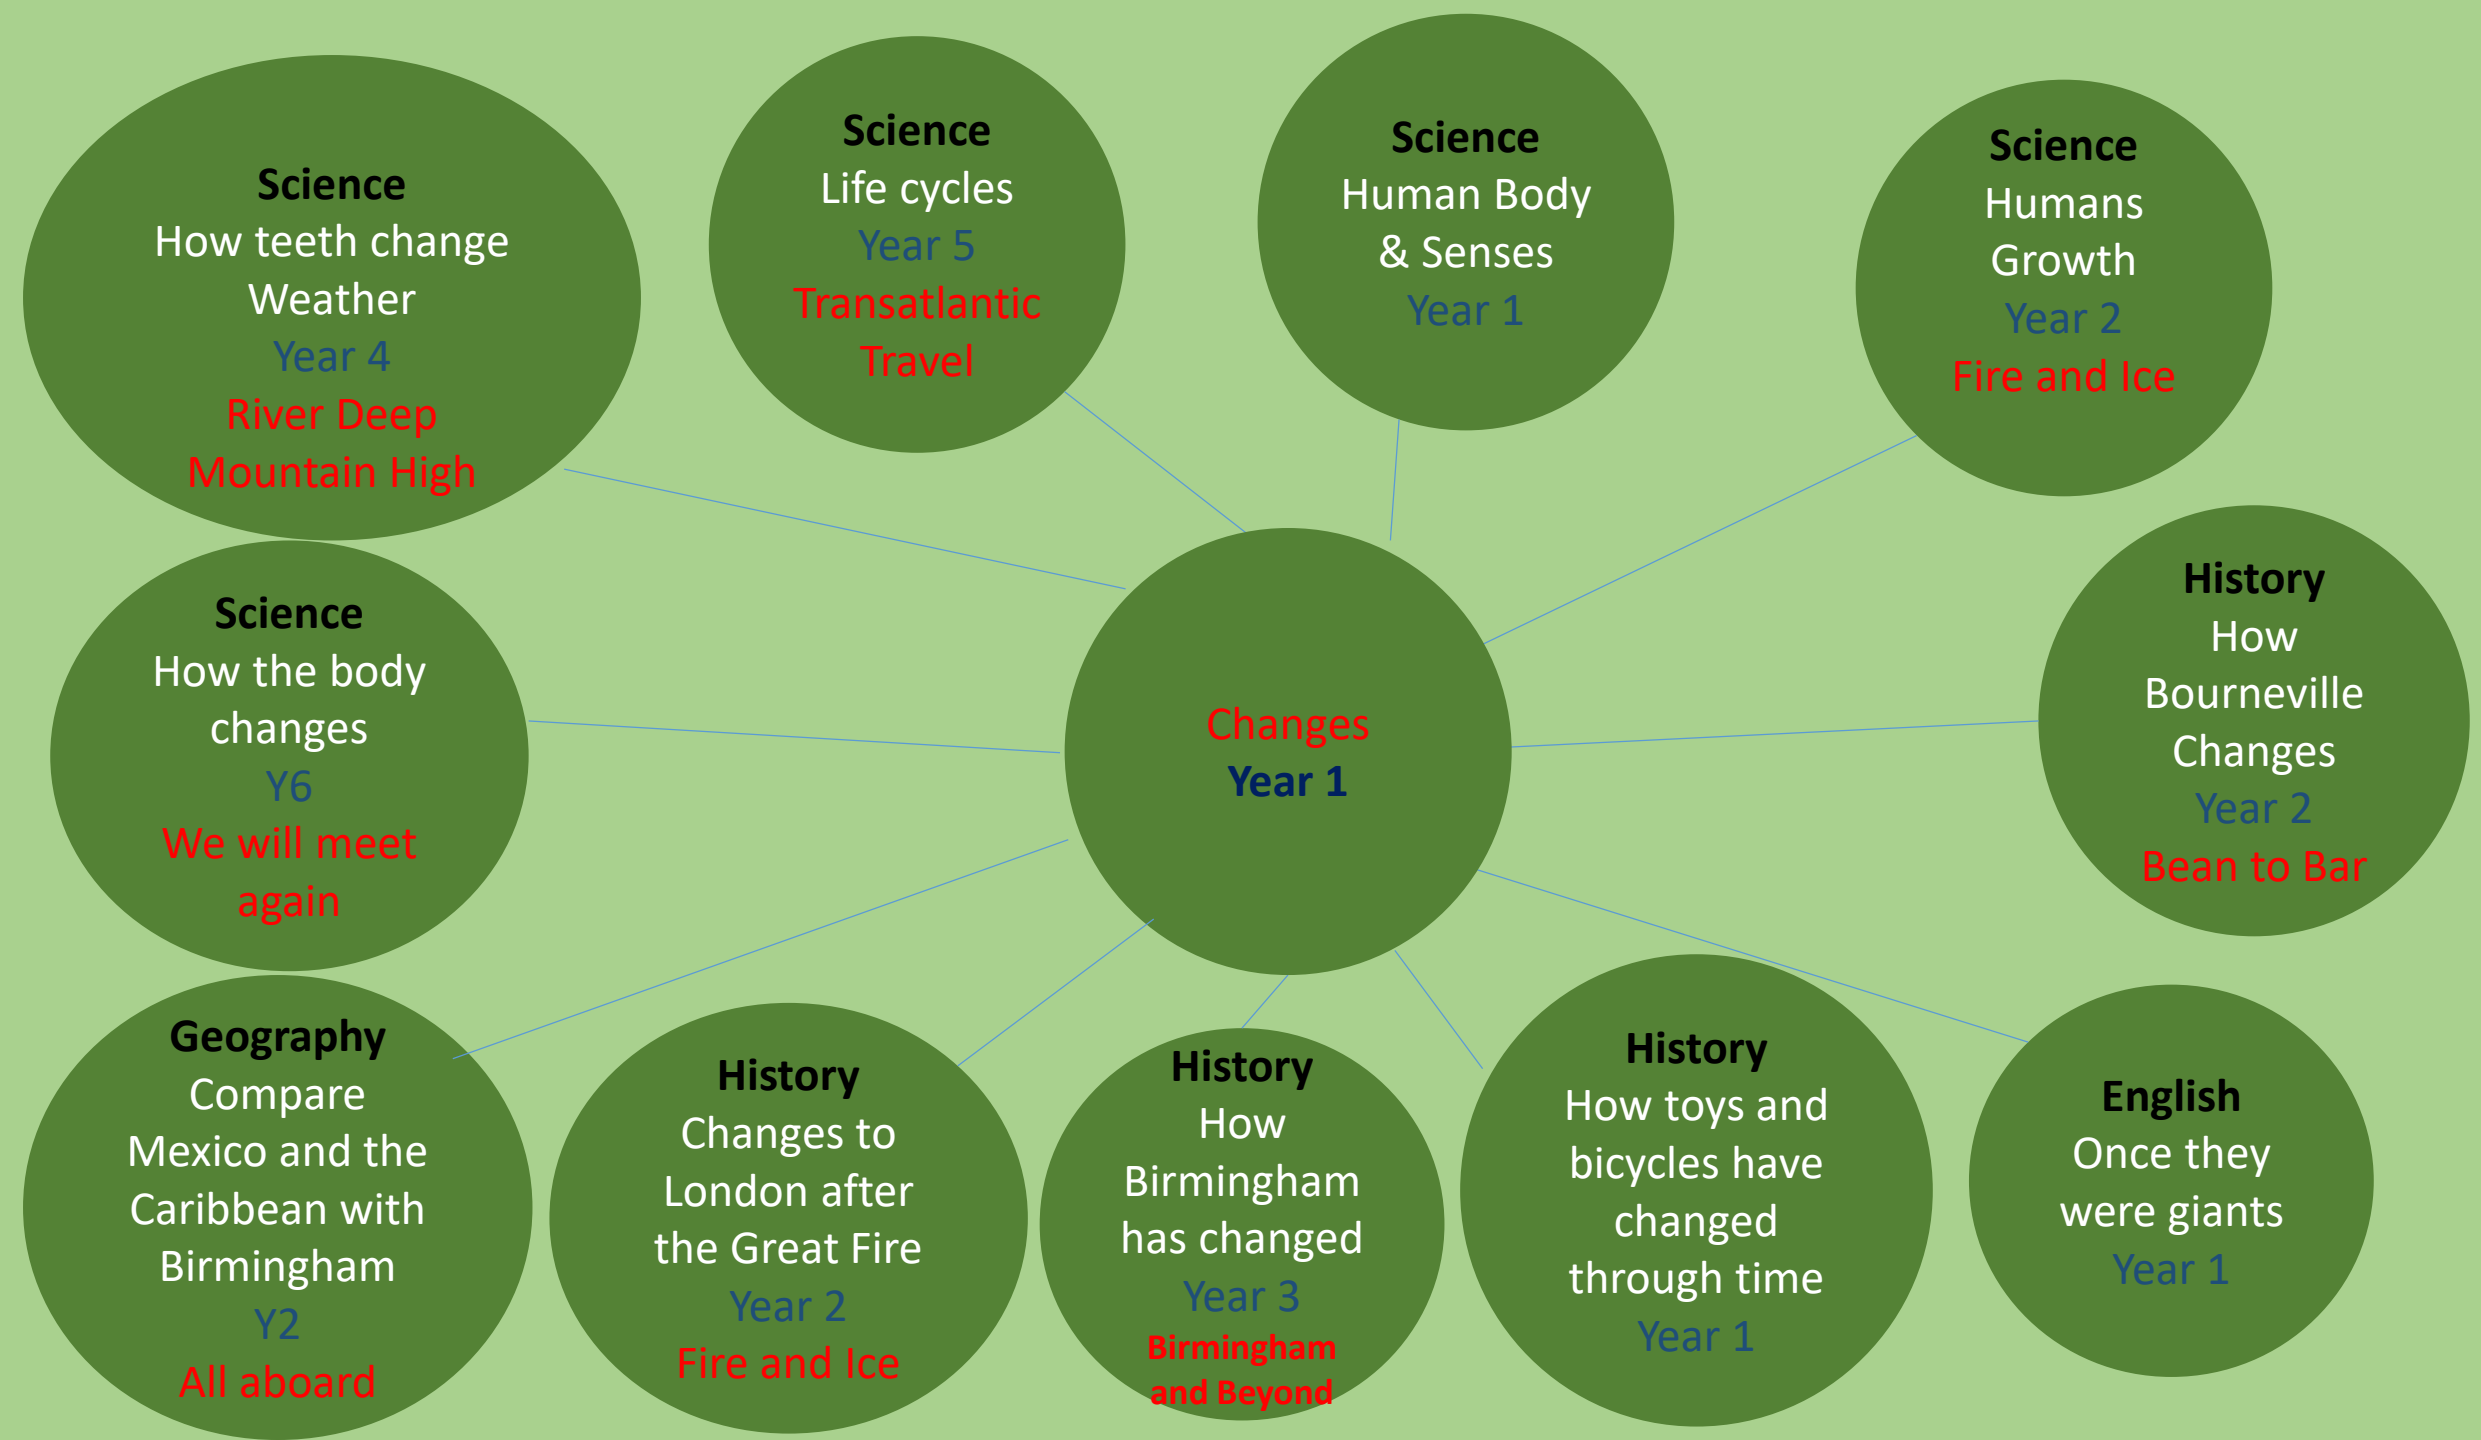 Science
How teeth change
Weather
Year 4
River Deep
Mountain High
Science
Life cycles
Year 5
Transatlantic
Travel
Science
Human Body
& Senses
Year 1
Science
Humans
Growth
Year 2
Fire and Ice
Science
How the body
changes
Y6
We will meet
again
Changes
Year 1
History
How
Bourneville
Changes
Year 2
Bean to Bar
Geography
Compare
Mexico and the
Caribbean with
Birmingham
Y2
All aboard
History
Changes to
London after
the Great Fire
Year 2
Fire and Ice
History
How
Birmingham
has changed
Year 3
Birmingham
and Beyond
History
How toys and
bicycles have
changed
through time
Year 1
English
Once they
were giants
Year 1